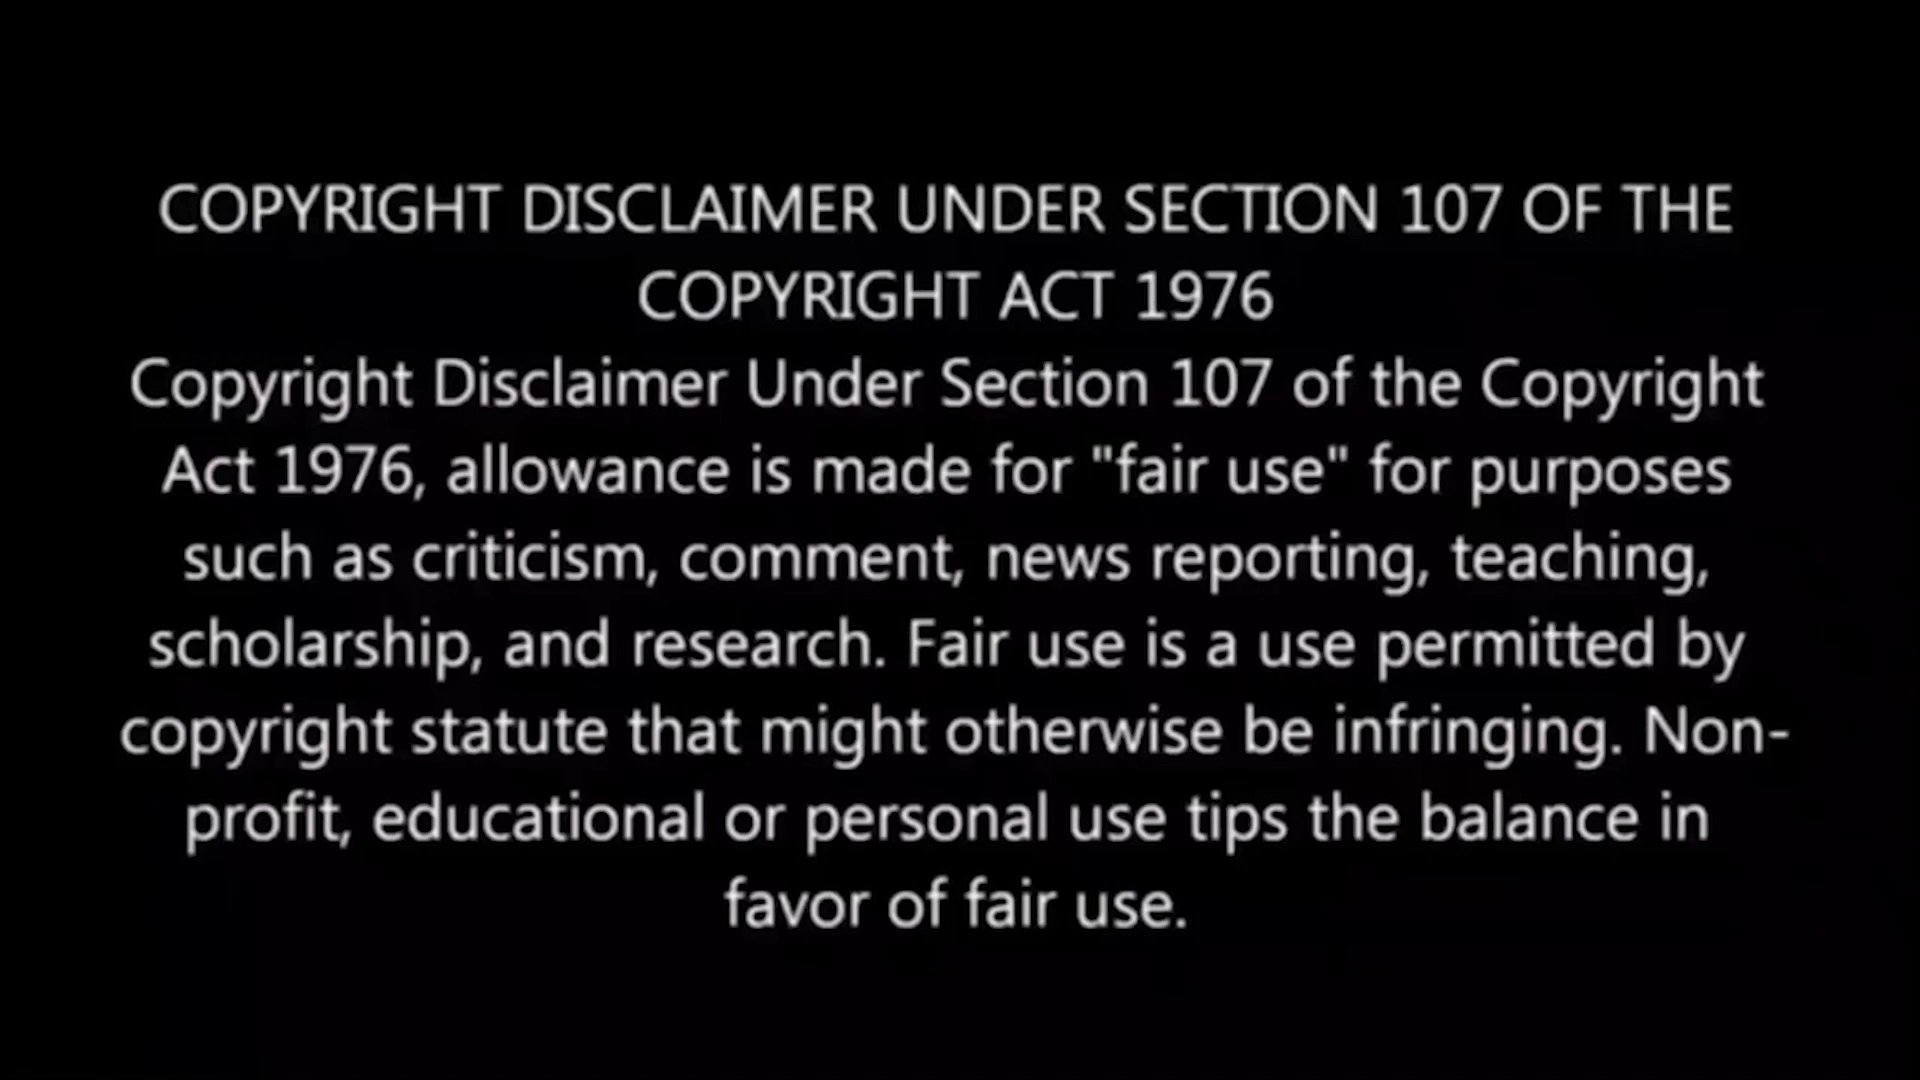 COPYRIGHT DISCLAIMER UNDER SECTION 107 OF THE
COPYRIGHT ACT 1976
Copyright Disclaimer Under Section 107 of the Copyright
Act 1976, allowance is made for "fair use" for purposes
such as criticism, comment, news reporting, teaching,
scholarship, and research. Fair use is a use permitted by
copyright statute that might otherwise be infringing. Non-
profit, educational or personal use tips the balance in
favor of fair use.